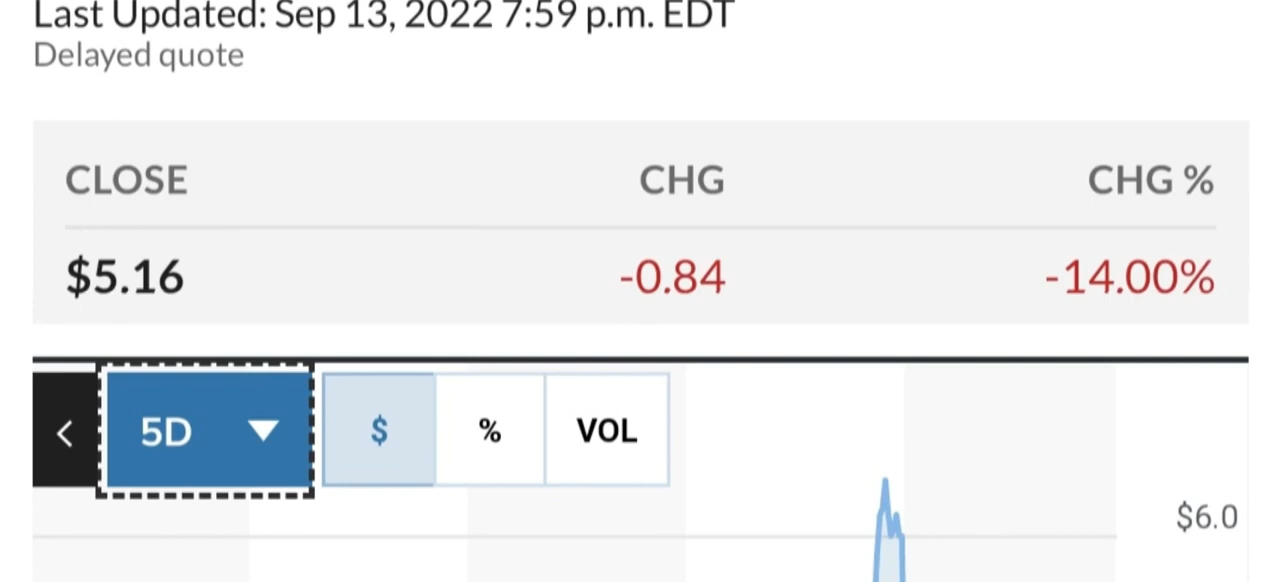 Last Updated: Sep 13, 2022 7:59 p.m. EDT
Delayed quote
CLOSE CHG CHG %
$5.16 -0.84 -14.00%
5D $ % VOL
$6.0